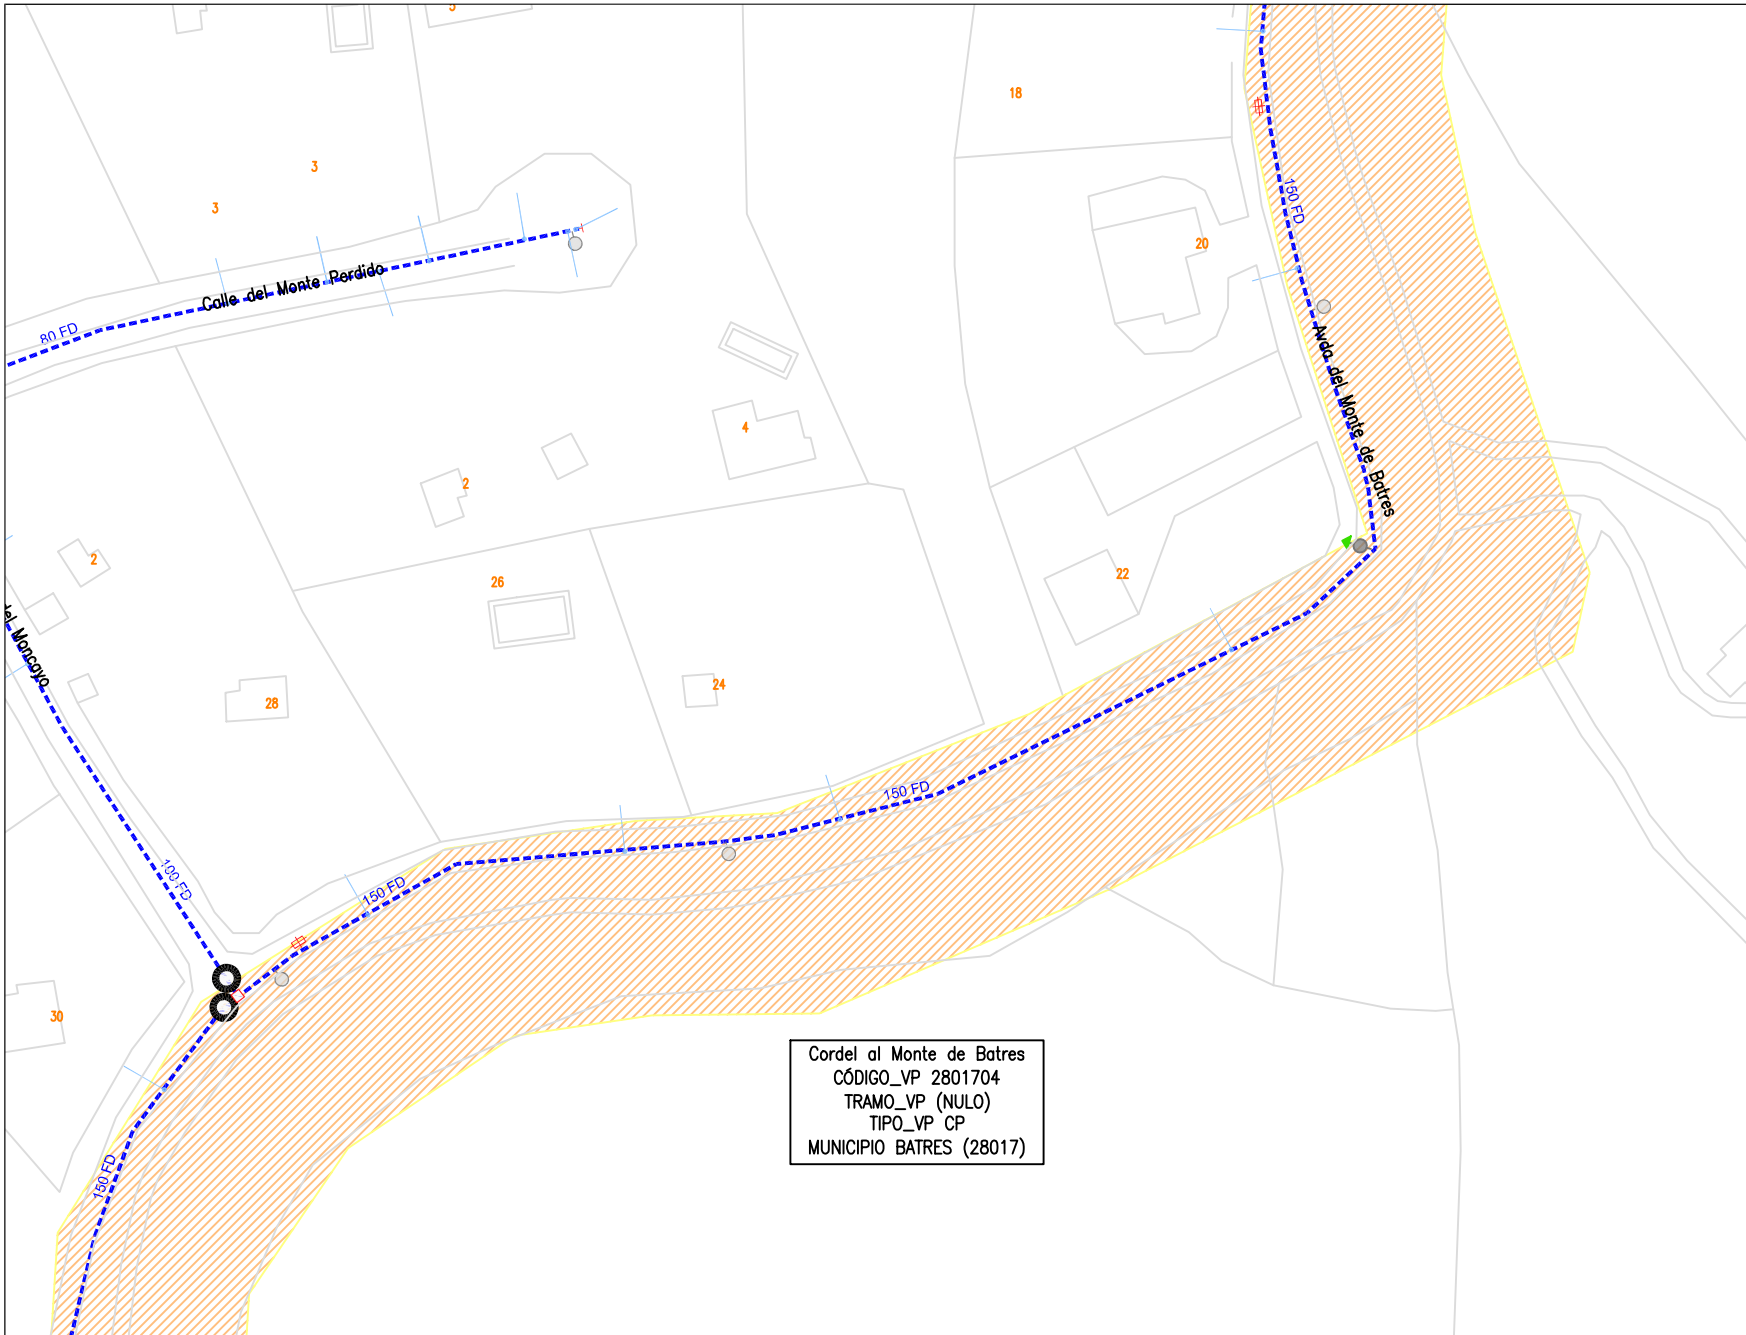 5
18
3
3
150 FD
20
Calle del Monte Perdido
80 FD
Avda del Monte de Batres
4
2
2
26
22
del Moncayo
28
24
150 FD
100 FD
150 FD
30
Cordel al Monte de Batres
CÓDIGO_VP 2801704
TRAMO_VP (NULO)
TIPO_VP CP
MUNICIPIO BATRES (28017)
150 FD